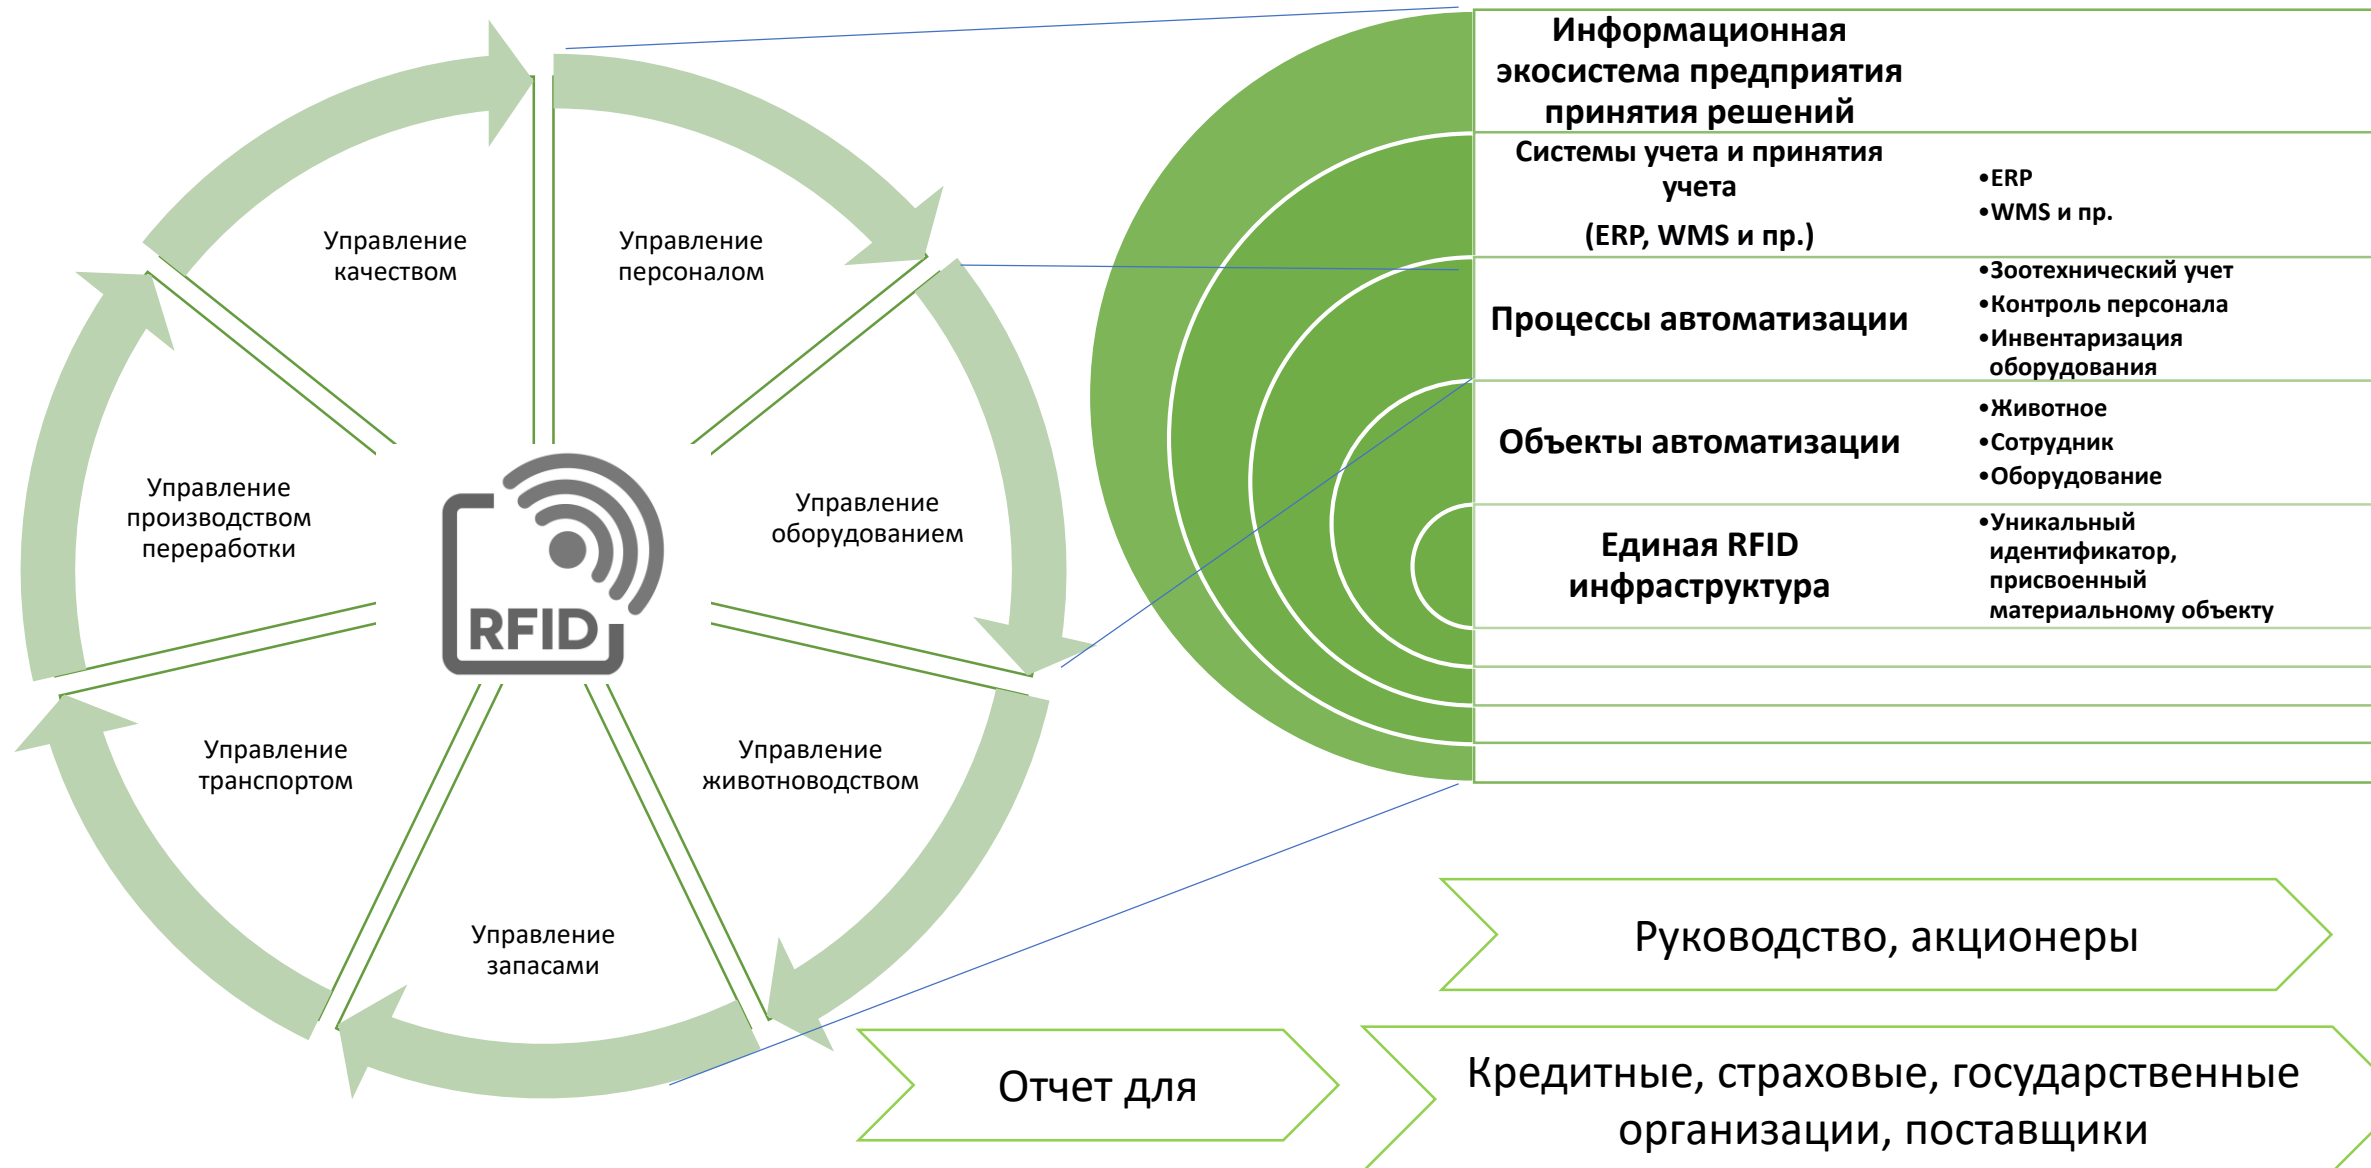 Управление
качеством
Управление
персоналом
Управление
оборудованием
Управление
животноводством
Управление
запасами
Управление
транспортом
Управление
производством
переработки
RFID
Информационная
экосистема предприятия
принятия решений
Системы учета и принятия
учета
(ERP, WMS и пр.)
•ERP
•WMS и пр.
Процессы автоматизации
•Зоотехнический учет
•Контроль персонала
•Инвентаризация
оборудования
Объекты автоматизации
•Животное
•Сотрудник
•Оборудование
Единая RFID
инфраструктура
•Уникальный
идентификатор,
присвоенный
материальному объекту
Руководство, акционеры
Отчет для
Кредитные, страховые, государственные
организации, поставщики